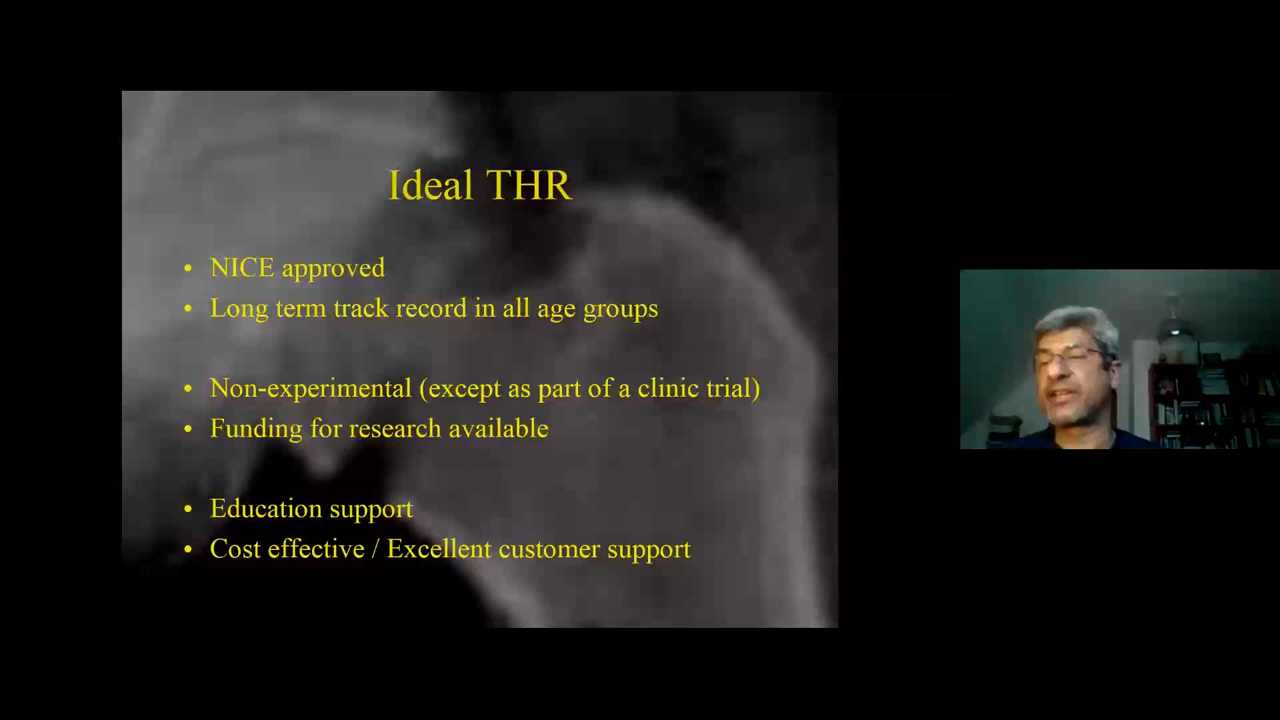 Ideal THR
• NICE approved
• Long term track record in all age groups
• Non-experimental (except as part of a clinic trial)
• Funding for research available
• Education support
• Cost effective / Excellent customer support